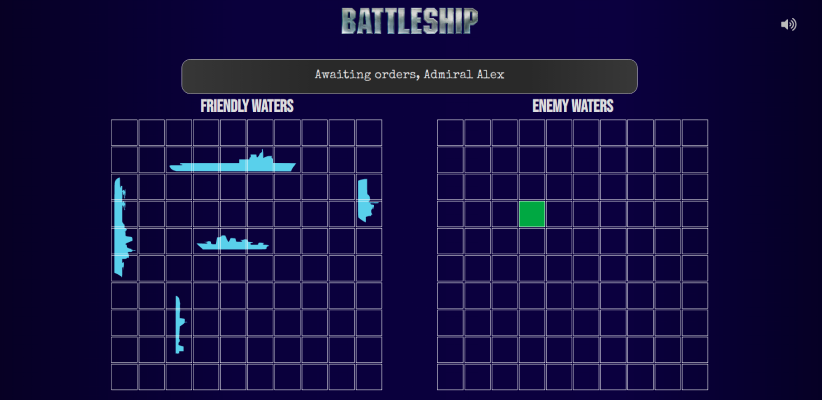 BATTLESHIP
Awaiting orders, Admiral Alex
FRIENDLY WATERS
ENEMY WATERS